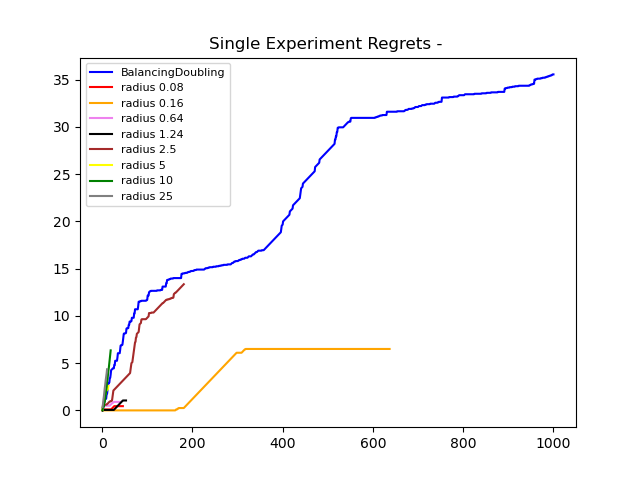 Single Experiment Regrets -
BalancingDoubling
radius 0.08
radius 0.16
radius 0.64
radius 1.24
radius 2.5
radius 5
radius 10
radius 25
35
30
25
20
15
10
5
0
0 200 400 600 800 1000